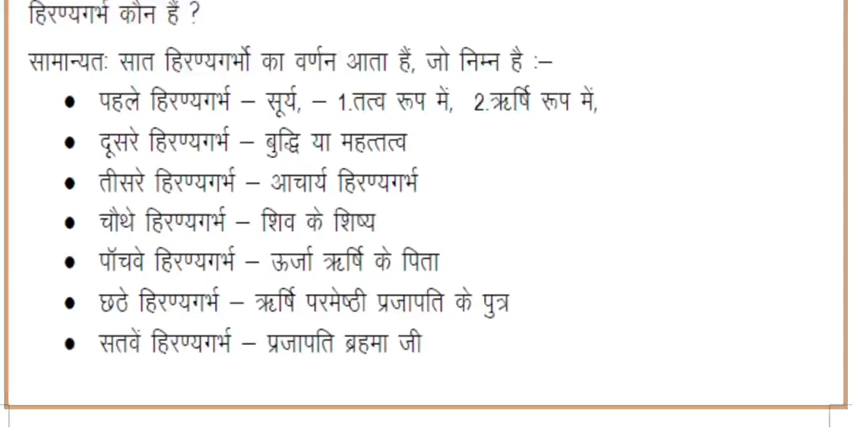 हिरण्यगर्भ कौन हैं ?
सामान्यतः सात हिरण्यगर्भो का वर्णन आता हैं, जो निम्न है :–
● पहले हिरण्यगर्भ – सूर्य, – 1.तत्व रूप में, 2.ऋर्षि रूप में,
● दूसरे हिरण्यगर्भ – बुद्धि या महत्तत्व
● तीसरे हिरण्यगर्भ – आचार्य हिरण्यगर्भ
● चौथे हिरण्यगर्भ – शिव के शिष्य
● पॉचवे हिरण्यगर्भ – ऊर्जा ऋर्षि के पिता
● छठे हिरण्यगर्भ – ऋर्षि परमेष्ठी प्रजापति के पुत्र
● सतवें हिरण्यगर्भ – प्रजापति ब्रहमा जी